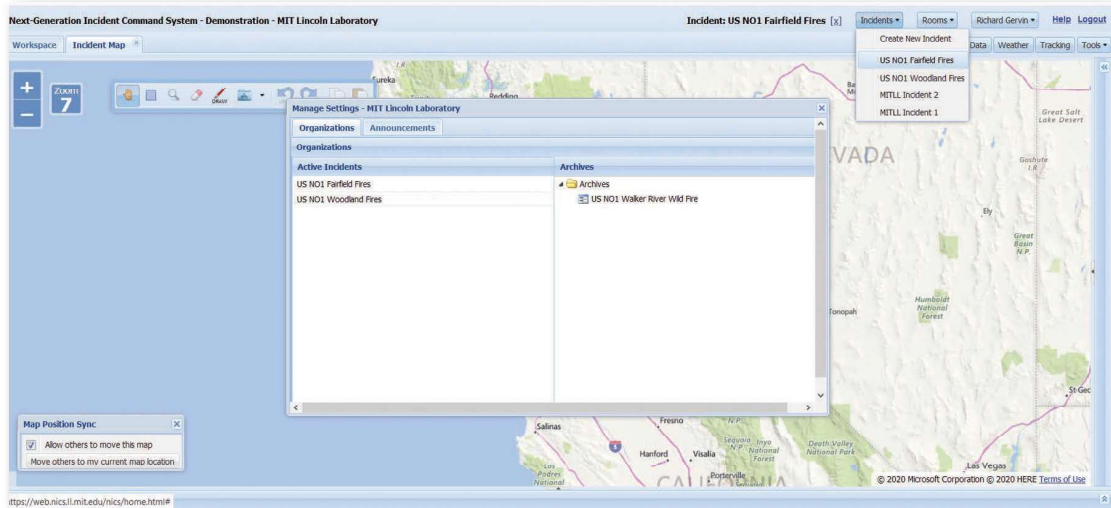 Next-Generation Incident Command System - Demonstration - MIT Lincoln Laboratory
Incident: US NO1 Fairfield Fires [x]
Incidents
Rooms
Richard Gervin
Help
Logout
Workspace
Incident Map
Create New Incident
US NO1 Fairfield Fires
US NO1 Woodland Fires
MITLL Incident 2
MITLL Incident 1
Data
Weather
Tracking
Tools
+
Zoom
7
−
DRAW
Eureka
Redding
Manage Settings - MIT Lincoln Laboratory
Organizations
Announcements
Organizations
Active Incidents
Archives
US NO1 Fairfield Fires
US NO1 Woodland Fires
Archives
US NO1 Walker River Wild Fire
Great Salt
Lake Desert
VADA
Goshute
I.R.
Ely
Great
Basin
N.P.
Humboldt
National
Forest
Tonopah
St Geo
Salinas
Fresno
N.P.
Hanford
Visalia
Sequoia
N.P.
Inyo
National
Forest
Death Valley
National Park
Los
Padres
National
Porterville
CALIFORNIA
Las Vegas
5
Map Position Sync
Allow others to move this map
Move others to my current map location
© 2020 Microsoft Corporation © 2020 HERE Terms of Use
https://web.nics.ll.mit.edu/nics/home.html#